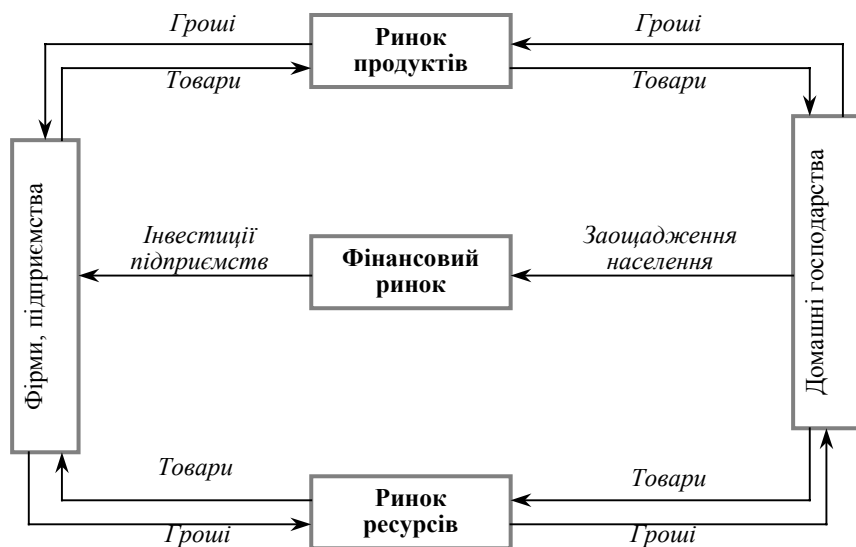 Гроші
Ринок
продуктів
Гроші
Товари
Товари
Фірми, підприємства
Інвестиції
підприємств
Фінансовий
ринок
Заощадження
населення
Домашні господарства
Товари
Ринок
ресурсів
Товари
Гроші
Гроші